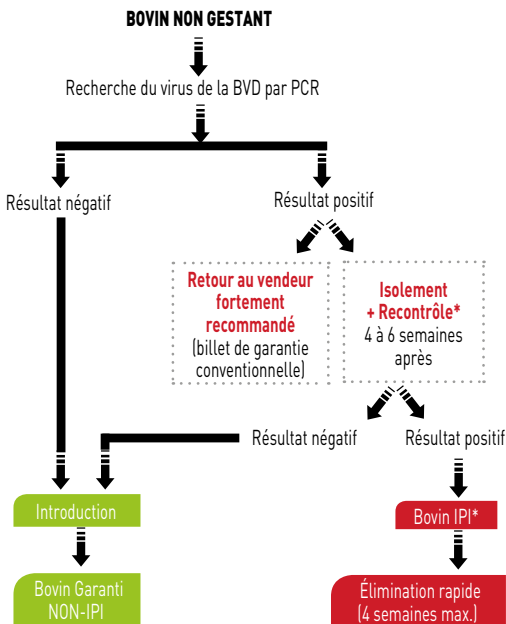 BOVIN NON GESTANT
Recherche du virus de la BVD par PCR
Résultat négatif
Résultat positif
Retour au vendeur
fortement
recommandé
(billet de garantie
conventionnelle)
Isolement
+ Recontrôle*
4 à 6 semaines
après
Résultat négatif
Résultat positif
Introduction
Bovin IPI*
Bovin Garanti
NON-IPI
Élimination rapide
(4 semaines max.)